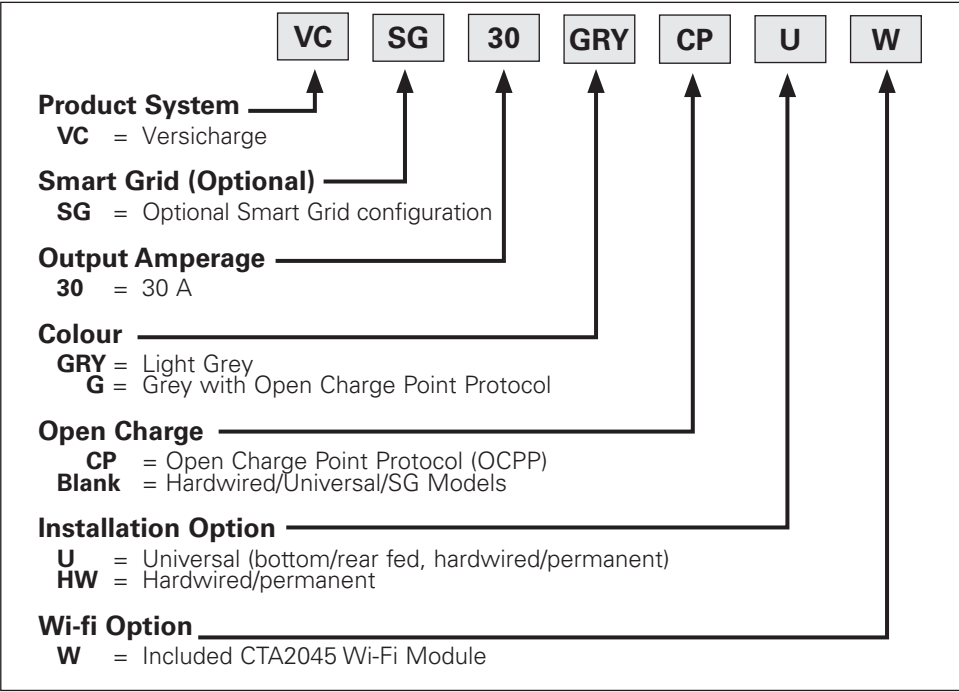 VC SG 30 GRY CP U W
Product System
VC = Versicharge
Smart Grid (Optional)
SG = Optional Smart Grid configuration
Output Amperage
30 = 30 A
Colour
GRY = Light Grey
G = Grey with Open Charge Point Protocol
Open Charge
CP = Open Charge Point Protocol (OCPP)
Blank = Hardwired/Universal/SG Models
Installation Option
U = Universal (bottom/rear fed, hardwired/permanent)
HW = Hardwired/permanent
Wi-fi Option
W = Included CTA2045 Wi-Fi Module